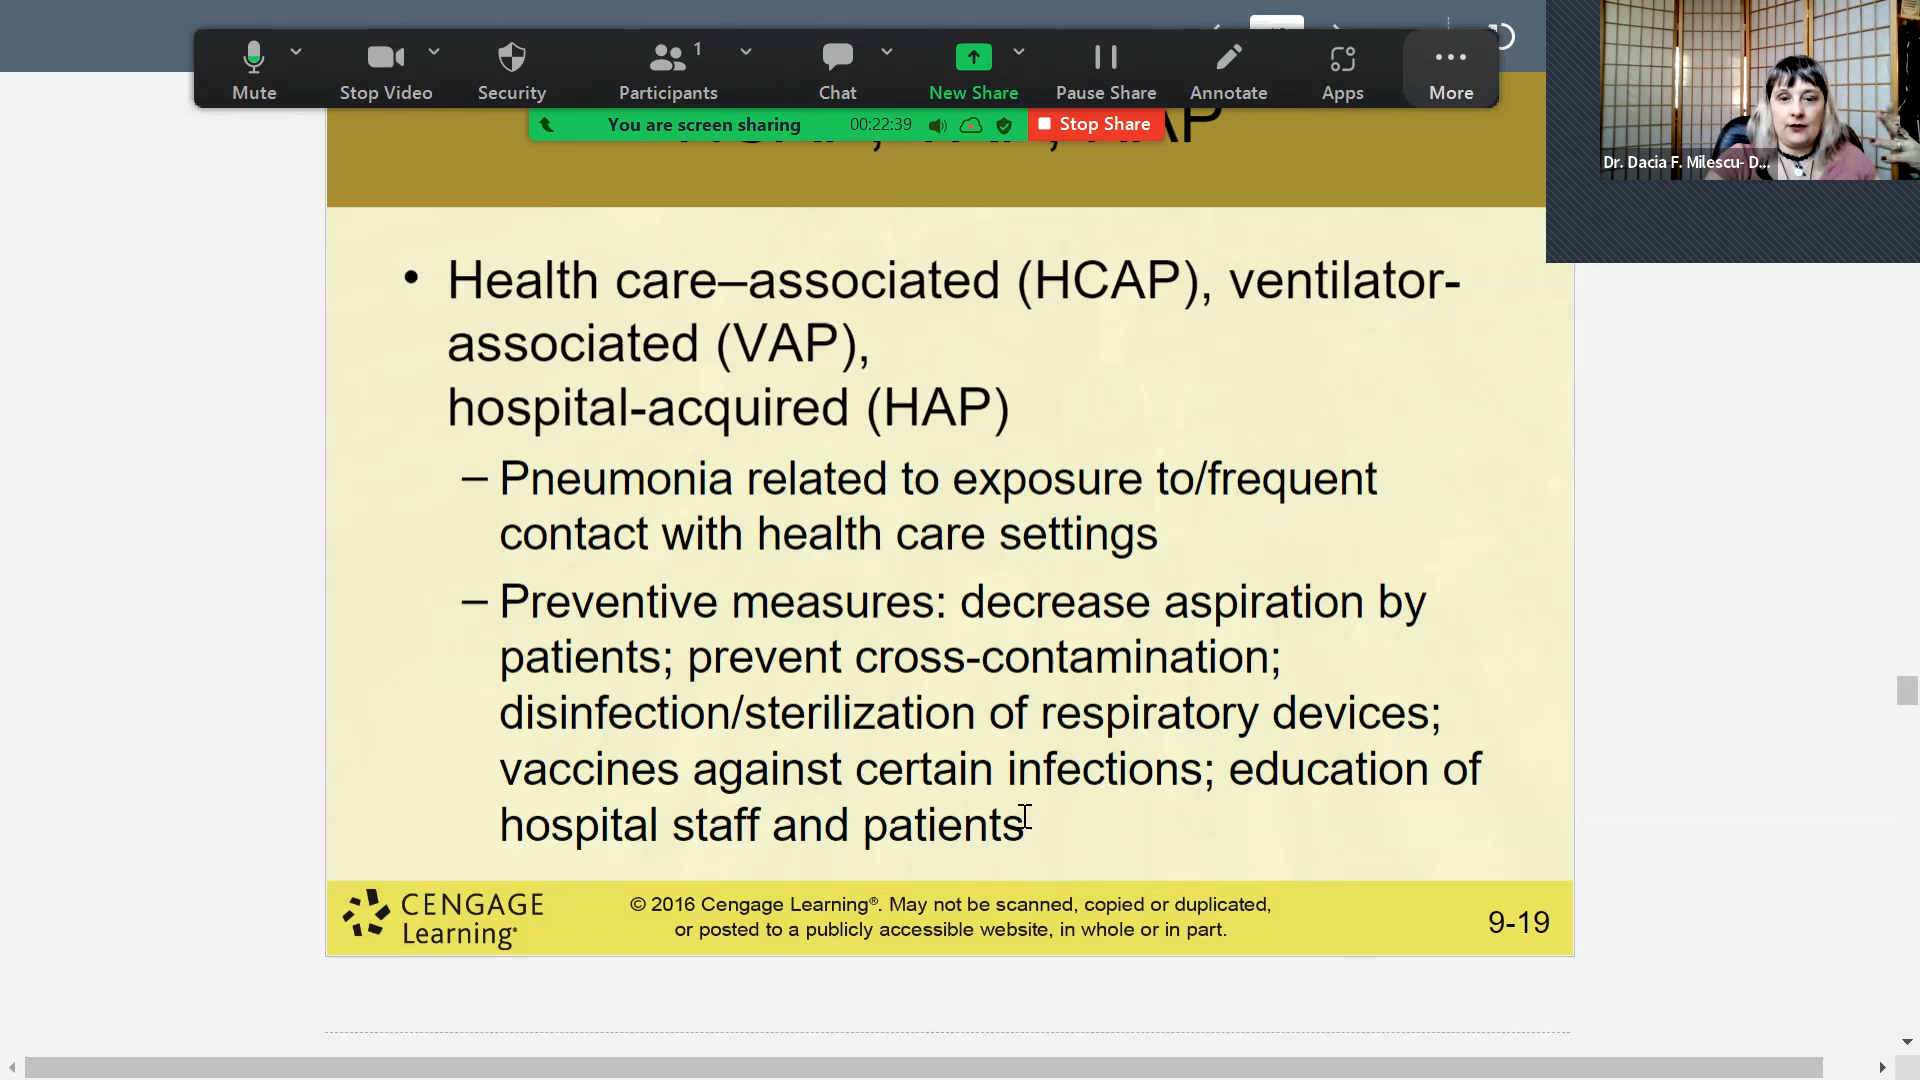 Mute
Stop Video
Security
Participants
1
Chat
New Share
Pause Share
Annotate
Apps
More
You are screen sharing
00:22:39
Stop Share
Dr. Dacia F. Milescu- D...
• Health care–associated (HCAP), ventilator-
associated (VAP),
hospital-acquired (HAP)
– Pneumonia related to exposure to/frequent
contact with health care settings
– Preventive measures: decrease aspiration by
patients; prevent cross-contamination;
disinfection/sterilization of respiratory devices;
vaccines against certain infections; education of
hospital staff and patients
CENGAGE
Learning®
© 2016 Cengage Learning®. May not be scanned, copied or duplicated,
or posted to a publicly accessible website, in whole or in part.
9-19